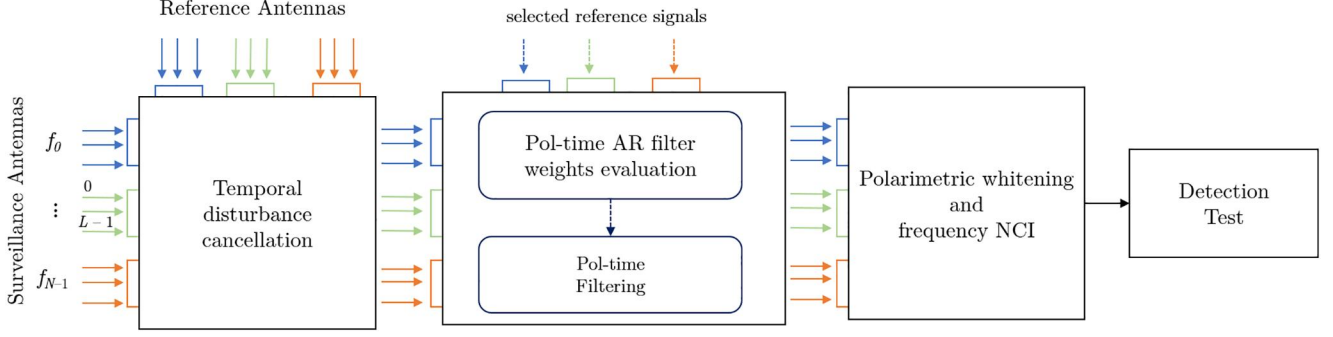 Reference Antennas
selected reference signals
Surveillance Antennas
f0
0
⋮
L – 1
fN–1
Temporal
disturbance
cancellation
Pol-time AR filter
weights evaluation
Pol-time
Filtering
Polarimetric whitening
and
frequency NCI
Detection
Test